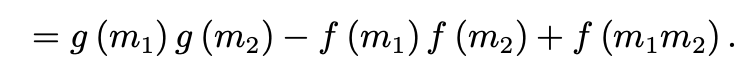 = g (m₁) g (m₂) − f (m₁) f (m₂) + f (m₁m₂) .